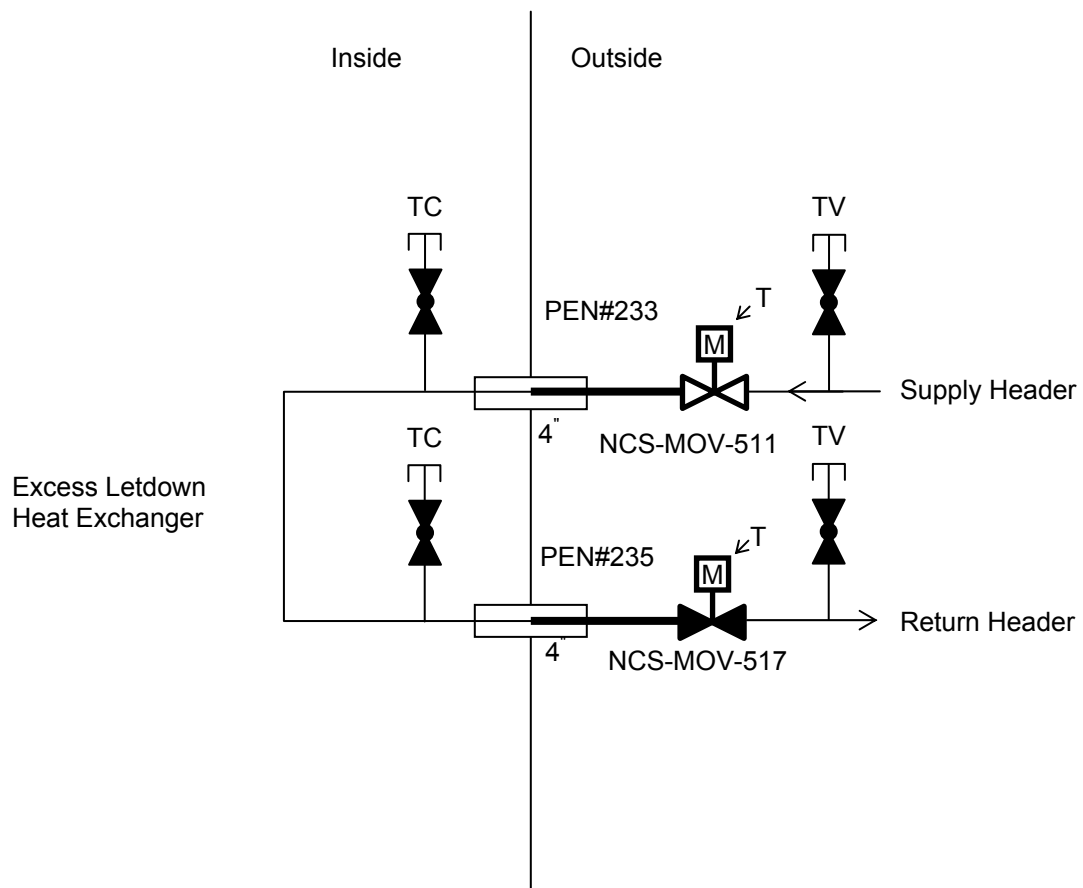 Inside
Outside
TC
TV
PEN#233
T
M
Supply Header
4"
NCS-MOV-511
TC
TV
Excess Letdown
Heat Exchanger
PEN#235
T
M
Return Header
4"
NCS-MOV-517